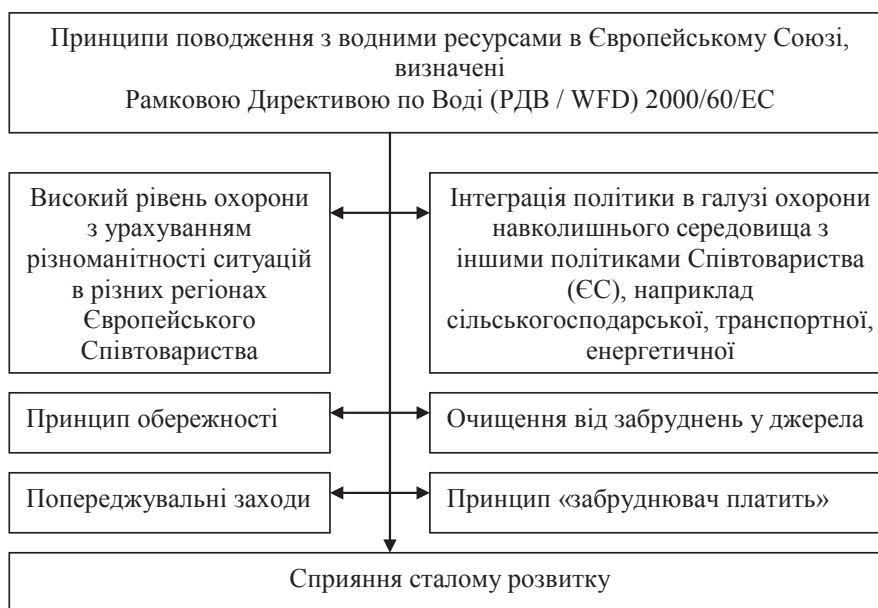 Принципи поводження з водними ресурсами в Європейському Союзі,
визначені
Рамковою Директивою по Воді (РДВ / WFD) 2000/60/ЕС
Високий рівень охорони
з урахуванням
різноманітності ситуацій
в різних регіонах
Європейського
Співтовариства
Інтеграція політики в галузі охорони
навколишнього середовища з
іншими політиками Співтовариства
(ЄС), наприклад
сільськогосподарської, транспортної,
енергетичної
Принцип обережності
Очищення від забруднень у джерела
Попереджувальні заходи
Принцип «забруднювач платить»
Сприяння сталому розвитку